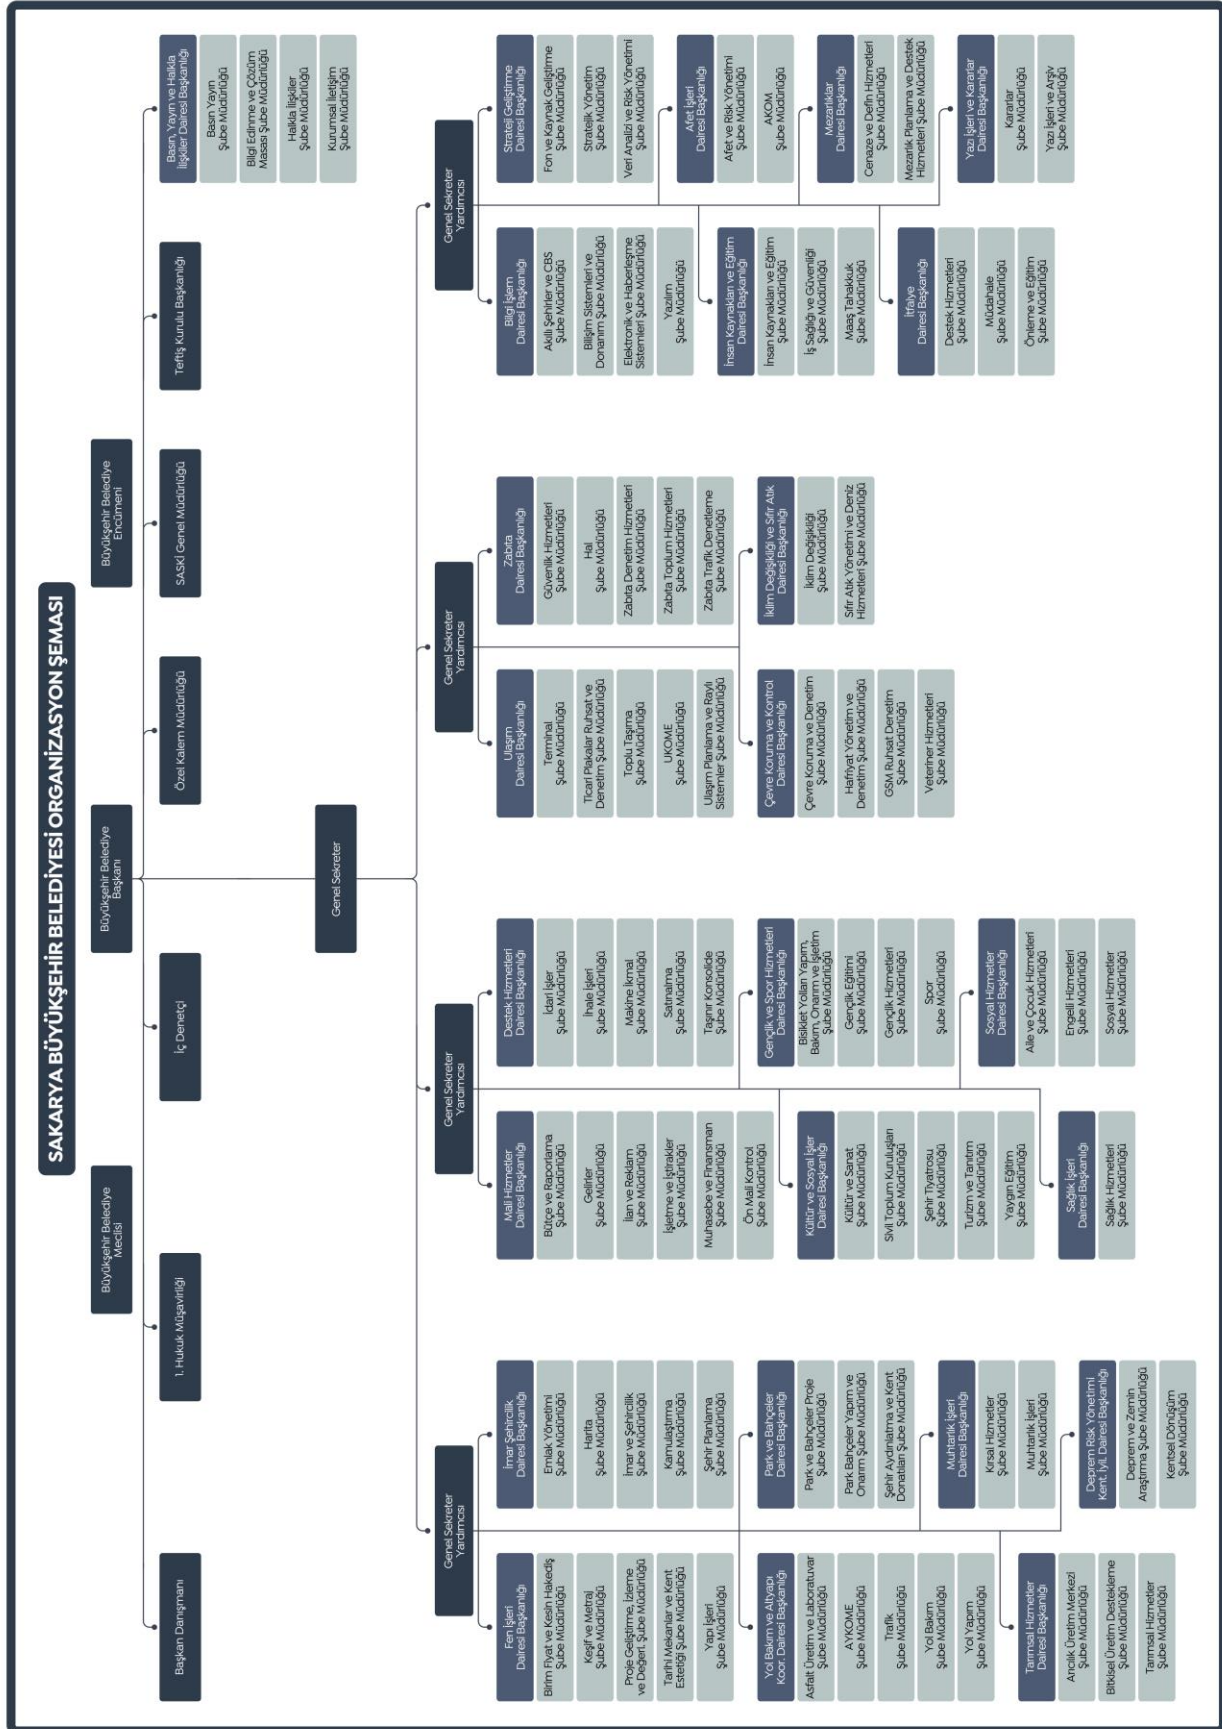 SAKARYA BÜYÜKŞEHİR BELEDİYESİ ORGANİZASYON ŞEMASI
Büyükşehir Belediye
Meclisi
Büyükşehir Belediye
Başkanı
Büyükşehir Belediye
Encümeni
Başkan Danışmanı
1. Hukuk Müşavirliği
İç Denetçi
Özel Kalem Müdürlüğü
SASKİ Genel Müdürlüğü
Teftiş Kurulu Başkanlığı
Basın, Yayın ve Halkla
İlişkiler Dairesi Başkanlığı
Basın Yayın
Şube Müdürlüğü
Bilgi Edinme ve Çözüm
Masası Şube Müdürlüğü
Halkla İlişkiler
Şube Müdürlüğü
Kurumsal İletişim
Şube Müdürlüğü
Genel Sekreter
Genel Sekreter
Yardımcısı
Fen İşleri
Dairesi Başkanlığı
Birim Fiyat ve Kesin Hakediş
Şube Müdürlüğü
Keşif ve Metraj
Şube Müdürlüğü
Proje Geliştirme, İzleme
ve Değerl. Şube Müdürlüğü
Tarihi Mekanlar ve Kent
Estetiği Şube Müdürlüğü
Yapı İşleri
Şube Müdürlüğü
İmar Şehircilik
Dairesi Başkanlığı
Emlak Yönetimi
Şube Müdürlüğü
Harita
Şube Müdürlüğü
İmar ve Şehircilik
Şube Müdürlüğü
Kamulaştırma
Şube Müdürlüğü
Şehir Planlama
Şube Müdürlüğü
Yol Bakım ve Altyapı
Koor. Dairesi Başkanlığı
Asfalt Üretim ve Laboratuvar
Şube Müdürlüğü
AYKOME
Şube Müdürlüğü
Trafik
Şube Müdürlüğü
Yol Bakım
Şube Müdürlüğü
Yol Yapım
Şube Müdürlüğü
Park ve Bahçeler
Dairesi Başkanlığı
Park ve Bahçeler Proje
Şube Müdürlüğü
Park Bahçeler Yapım ve
Onarım Şube Müdürlüğü
Şehir Aydınlatma ve Kent
Donatıları Şube Müdürlüğü
Muhtarlık İşleri
Dairesi Başkanlığı
Kırsal Hizmetler
Şube Müdürlüğü
Muhtarlık İşleri
Şube Müdürlüğü
Tarımsal Hizmetler
Dairesi Başkanlığı
Arıcılık Üretim Merkezi
Şube Müdürlüğü
Bitkisel Üretim Destekleme
Şube Müdürlüğü
Tarımsal Hizmetler
Şube Müdürlüğü
Deprem Risk Yönetimi
Kent. İyil. Dairesi Başkanlığı
Deprem ve Zemin
Araştırma Şube Müdürlüğü
Kentsel Dönüşüm
Şube Müdürlüğü
Genel Sekreter
Yardımcısı
Mali Hizmetler
Dairesi Başkanlığı
Bütçe ve Raporlama
Şube Müdürlüğü
Gelirler
Şube Müdürlüğü
İlan ve Reklam
Şube Müdürlüğü
İşletme ve İştirakler
Şube Müdürlüğü
Muhasebe ve Finansman
Şube Müdürlüğü
Ön Mali Kontrol
Şube Müdürlüğü
Destek Hizmetleri
Dairesi Başkanlığı
İdari İşler
Şube Müdürlüğü
İhale İşleri
Şube Müdürlüğü
Makine İkmal
Şube Müdürlüğü
Satınalma
Şube Müdürlüğü
Taşınır Konsolide
Şube Müdürlüğü
Kültür ve Sosyal İşler
Dairesi Başkanlığı
Kültür ve Sanat
Şube Müdürlüğü
Sivil Toplum Kuruluşları
Şube Müdürlüğü
Şehir Tiyatrosu
Şube Müdürlüğü
Turizm ve Tanıtım
Şube Müdürlüğü
Yaygın Eğitim
Şube Müdürlüğü
Gençlik ve Spor Hizmetleri
Dairesi Başkanlığı
Bisiklet Yolları Yapım,
Bakım, Onarım ve İşletim
Şube Müdürlüğü
Gençlik Eğitimi
Şube Müdürlüğü
Gençlik Hizmetleri
Şube Müdürlüğü
Spor
Şube Müdürlüğü
Sağlık İşleri
Dairesi Başkanlığı
Sağlık Hizmetleri
Şube Müdürlüğü
Sosyal Hizmetler
Dairesi Başkanlığı
Aile ve Çocuk Hizmetleri
Şube Müdürlüğü
Engelli Hizmetleri
Şube Müdürlüğü
Sosyal Hizmetler
Şube Müdürlüğü
Genel Sekreter
Yardımcısı
Ulaşım
Dairesi Başkanlığı
Terminal
Şube Müdürlüğü
Ticari Plakalar Ruhsat ve
Denetim Şube Müdürlüğü
Toplu Taşıma
Şube Müdürlüğü
UKOME
Şube Müdürlüğü
Ulaşım Planlama ve Raylı
Sistemler Şube Müdürlüğü
Zabıta
Dairesi Başkanlığı
Güvenlik Hizmetleri
Şube Müdürlüğü
Hal
Şube Müdürlüğü
Zabıta Denetim Hizmetleri
Şube Müdürlüğü
Zabıta Toplum Hizmetleri
Şube Müdürlüğü
Zabıta Trafik Denetleme
Şube Müdürlüğü
Çevre Koruma ve Kontrol
Dairesi Başkanlığı
Çevre Koruma ve Denetim
Şube Müdürlüğü
Hafriyat Yönetim ve
Denetim Şube Müdürlüğü
GSM Ruhsat Denetim
Şube Müdürlüğü
Veteriner Hizmetleri
Şube Müdürlüğü
İklim Değişikliği ve Sıfır Atık
Dairesi Başkanlığı
İklim Değişikliği
Şube Müdürlüğü
Sıfır Atık Yönetimi ve Deniz
Hizmetleri Şube Müdürlüğü
Genel Sekreter
Yardımcısı
Bilgi İşlem
Dairesi Başkanlığı
Akıllı Şehirler ve CBS
Şube Müdürlüğü
Bilişim Sistemleri ve
Donanım Şube Müdürlüğü
Elektronik ve Haberleşme
Sistemleri Şube Müdürlüğü
Yazılım
Şube Müdürlüğü
Strateji Geliştirme
Dairesi Başkanlığı
Fon ve Kaynak Geliştirme
Şube Müdürlüğü
Stratejik Yönetim
Şube Müdürlüğü
Veri Analizi ve Risk Yönetimi
Şube Müdürlüğü
Afet İşleri
Dairesi Başkanlığı
Afet ve Risk Yönetimi
Şube Müdürlüğü
AKOM
Şube Müdürlüğü
İnsan Kaynakları ve Eğitim
Dairesi Başkanlığı
İnsan Kaynakları ve Eğitim
Şube Müdürlüğü
İş Sağlığı ve Güvenliği
Şube Müdürlüğü
Maaş Tahakkuk
Şube Müdürlüğü
Mezarlıklar
Dairesi Başkanlığı
Cenaze ve Defin Hizmetleri
Şube Müdürlüğü
Mezarlık Planlama ve Destek
Hizmetleri Şube Müdürlüğü
İtfaiye
Dairesi Başkanlığı
Destek Hizmetleri
Şube Müdürlüğü
Müdahale
Şube Müdürlüğü
Önleme ve Eğitim
Şube Müdürlüğü
Yazı İşleri ve Kararlar
Dairesi Başkanlığı
Kararlar
Şube Müdürlüğü
Yazı İşleri ve Arşiv
Şube Müdürlüğü